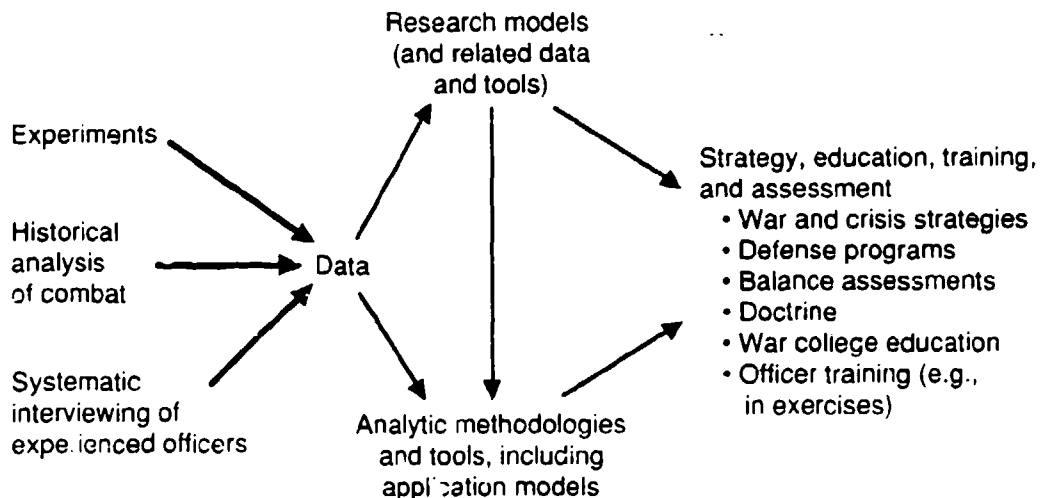 Research models
(and related data
and tools)
Experiments
Historical
analysis
of combat
Data
Systematic
interviewing of
experienced officers
Strategy, education, training,
and assessment
• War and crisis strategies
• Defense programs
• Balance assessments
• Doctrine
• War college education
• Officer training (e.g.,
in exercises)
Analytic methodologies
and tools, including
application models